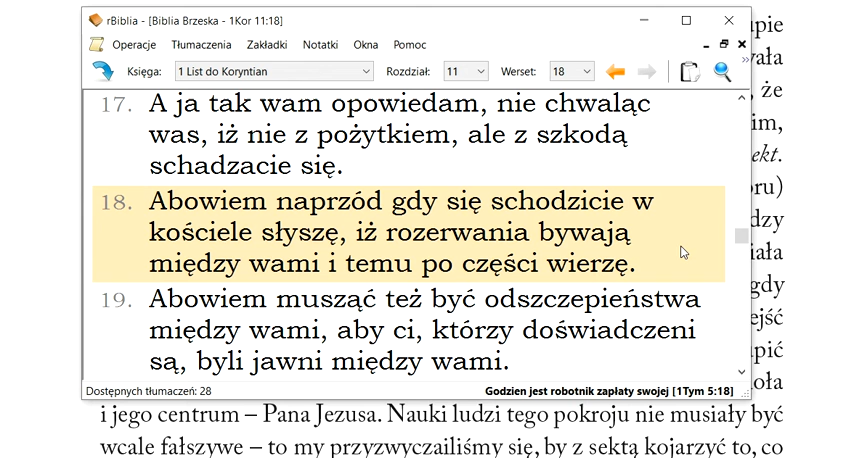 rBiblia - [Biblia Brzeska - 1Kor 11:18]
Operacje Tłumaczenia Zakładki Notatki Okna Pomoc
Księga: 1 List do Koryntian Rozdział: 11 Werset: 18
17. A ja tak wam opowiedam, nie chwaląc
was, iż nie z pożytkiem, ale z szkodą
schadzacie się.
18. Abowiem naprzód gdy się schodzicie w
kościele słyszę, iż rozerwania bywają
między wami i temu po części wierzę.
19. Abowiem musząć też być odszczepieństwa
między wami, aby ci, którzy doświadczeni
są, byli jawni między wami.
Dostępnych tłumaczeń: 28 Godzien jest robotnik zapłaty swojej [1Tym 5:18]
że
i jego centrum – Pana Jezusa. Nauki ludzi tego pokroju nie musiały być
wcale fałszywe – to my przyzwyczailiśmy się, by z sektą kojarzyć to, co